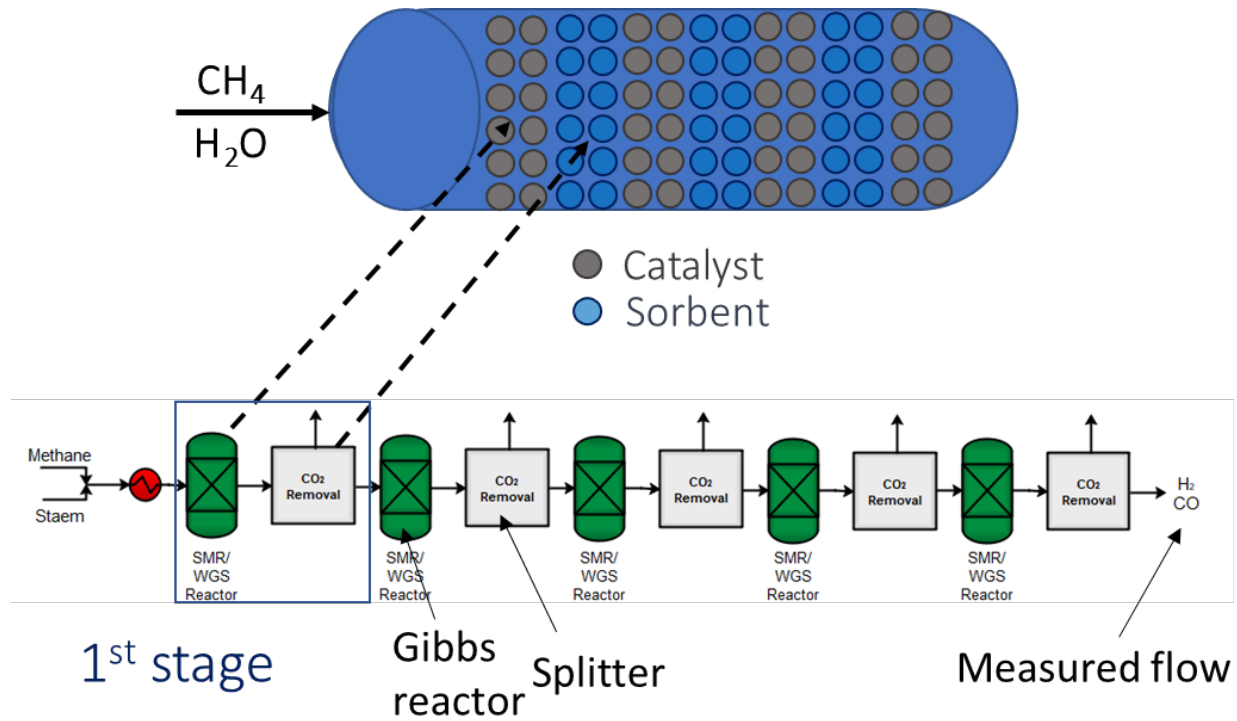 CH₄
H₂O
Catalyst
Sorbent
Methane
Staem
CO₂
Removal
CO₂
Removal
CO₂
Removal
CO₂
Removal
CO₂
Removal
H₂
CO
SMR/
WGS
Reactor
SMR/
WGS
Reactor
SMR/
WGS
Reactor
SMR/
WGS
Reactor
SMR/
WGS
Reactor
1st stage
Gibbs
reactor
Splitter
Measured flow